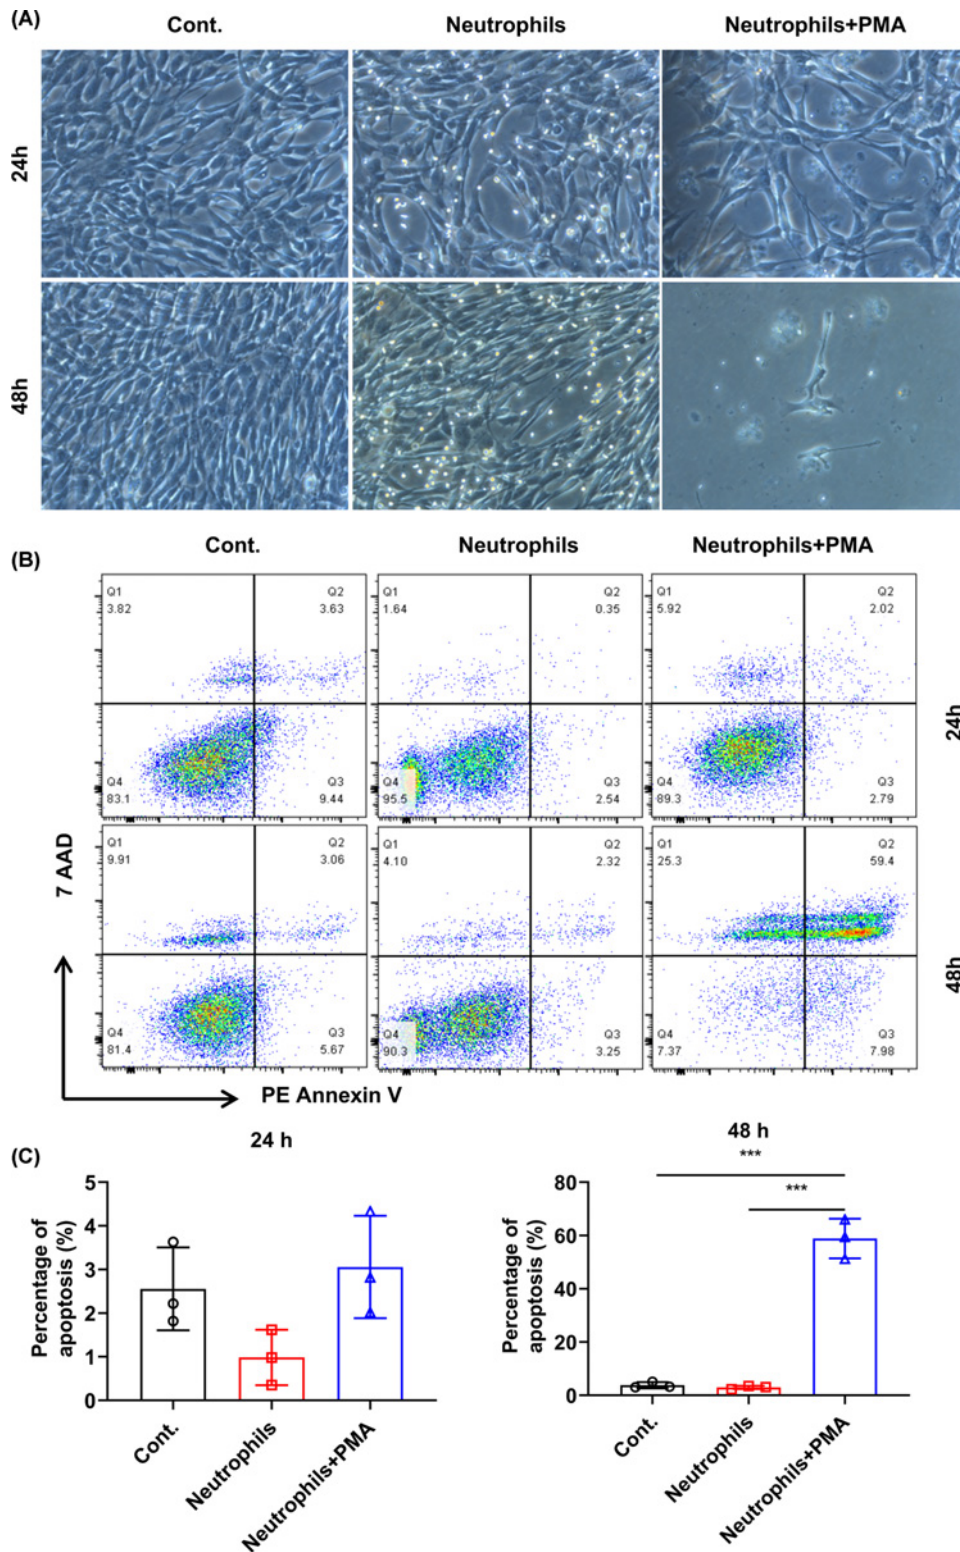 (A)
Cont. Neutrophils Neutrophils+PMA
24h
48h
(B)
Cont. Neutrophils Neutrophils+PMA
Q1 Q2 Q1 Q2 Q1 Q2
3.82 3.63 1.64 0.35 5.92 2.02
24h
Q4 Q3 Q4 Q3 Q4 Q3
83.1 9.44 95.5 2.54 89.3 2.79
Q1 Q2 Q1 Q2 Q1 Q2
9.91 3.06 4.10 2.32 25.3 59.4
7 AAD
48h
Q4 Q3 Q4 Q3 Q4 Q3
81.4 5.67 90.3 3.25 7.37 7.98
PE Annexin V
(C)
24 h
Percentage of
apoptosis (%)
5
4
3
2
1
0
Cont.
Neutrophils
Neutrophils+PMA
48 h
***
***
Percentage of
apoptosis (%)
80
60
40
20
0
Cont.
Neutrophils
Neutrophils+PMA